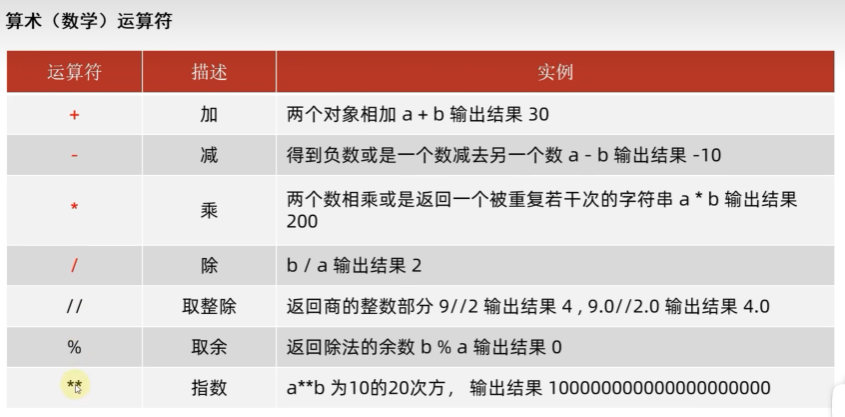 算术（数学）运算符
运算符 描述 实例
+ 加 两个对象相加 a + b 输出结果 30
- 减 得到负数或是一个数减去另一个数 a - b 输出结果 -10
* 乘 两个数相乘或是返回一个被重复若干次的字符串 a * b 输出结果
200
/ 除 b / a 输出结果 2
// 取整除 返回商的整数部分 9//2 输出结果 4 , 9.0//2.0 输出结果 4.0
% 取余 返回除法的余数 b % a 输出结果 0
** 指数 a**b 为10的20次方， 输出结果 100000000000000000000